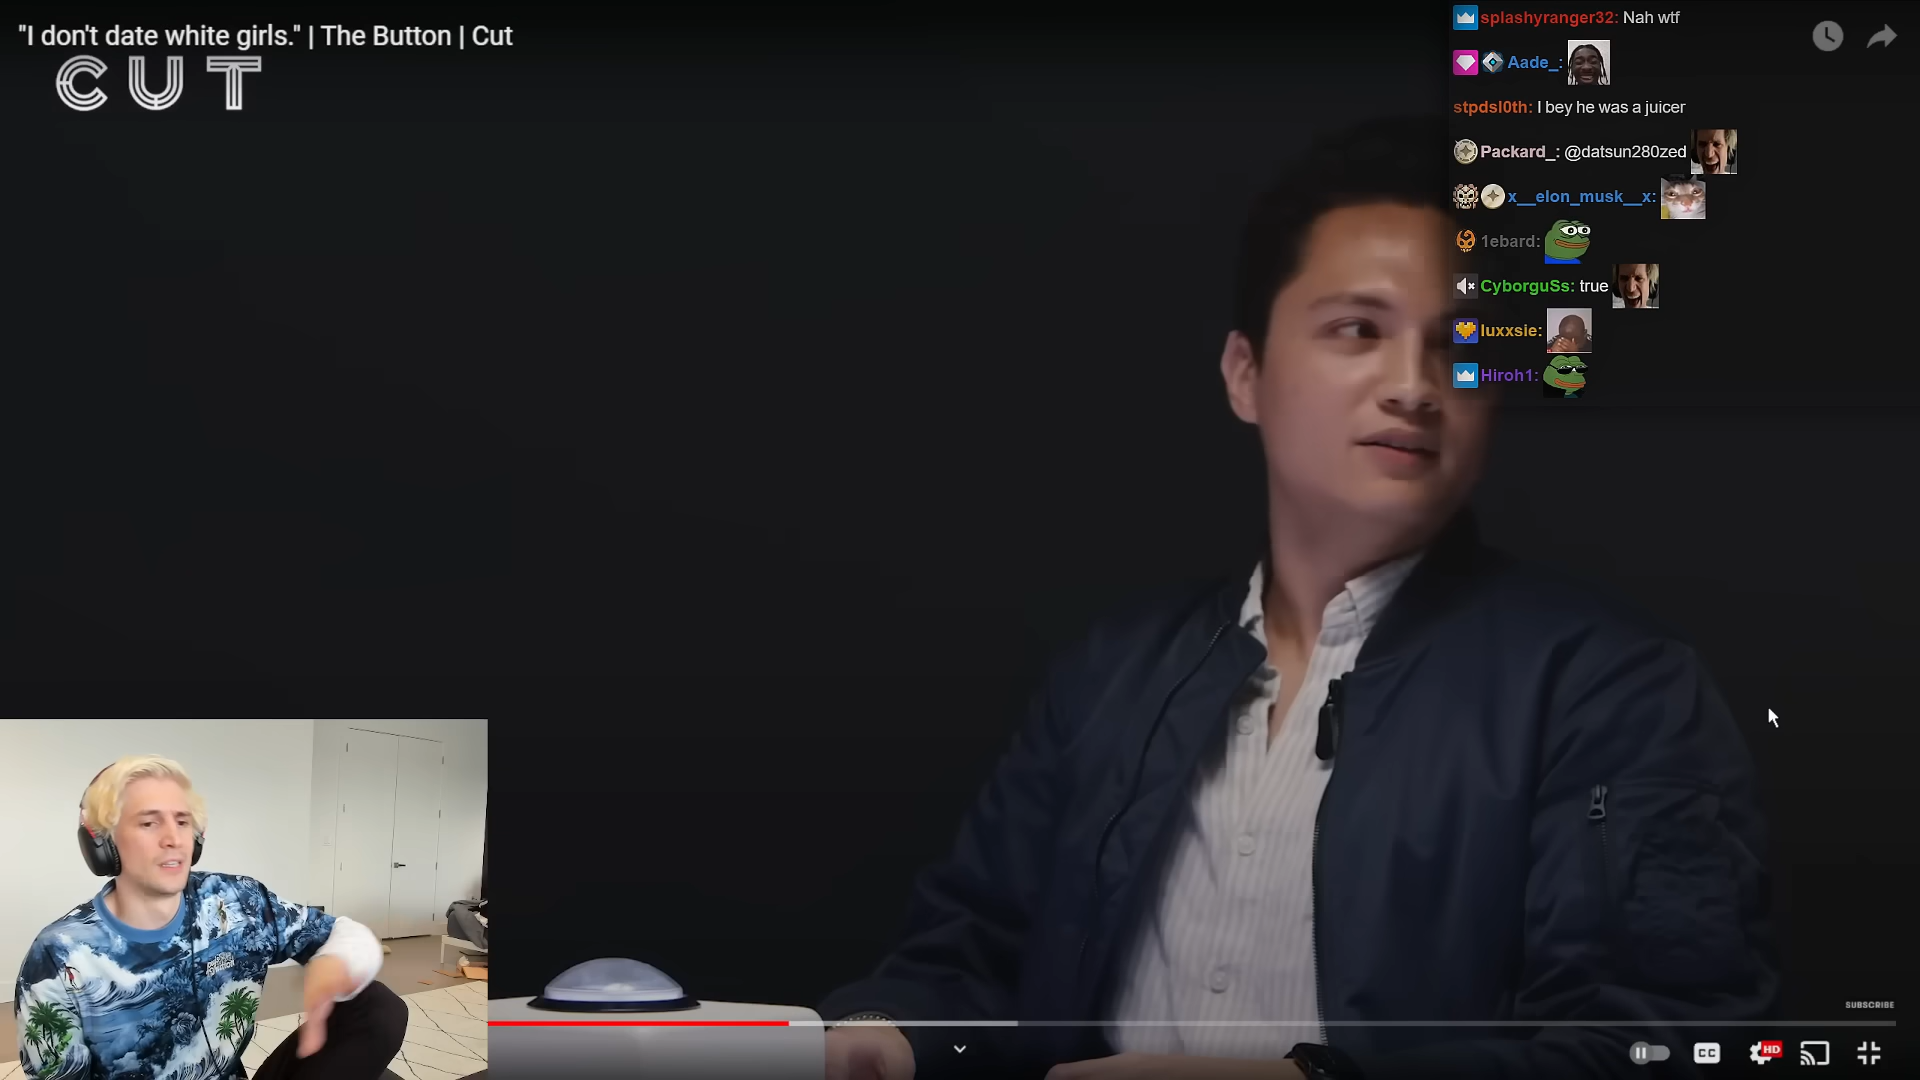 "I don't date white girls." | The Button | Cut
CUT
splashyranger32: Nah wtf
Aade_:
stpdsl0th: I bey he was a juicer
Packard_: @datsun280zed
x__elon_musk__x:
1ebard:
CyborguSs: true
luxxsie:
Hiroh1:
SUBSCRIBE
CC
HD